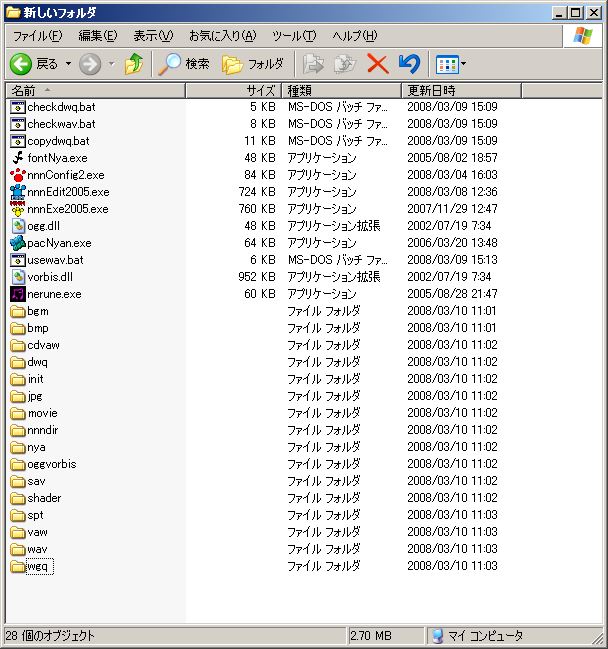 新しいフォルダ
ファイル(F) 編集(E) 表示(V) お気に入り(A) ツール(T) ヘルプ(H)
戻る 検索 フォルダ
名前 サイズ 種類 更新日時
checkdwq.bat 5 KB MS-DOS バッチ ファ... 2008/03/09 15:09
checkwav.bat 8 KB MS-DOS バッチ ファ... 2008/03/09 15:09
copydwq.bat 11 KB MS-DOS バッチ ファ... 2008/03/09 15:09
fontNya.exe 48 KB アプリケーション 2005/08/02 18:57
nnnConfig2.exe 84 KB アプリケーション 2008/03/04 16:03
nnnEdit2005.exe 724 KB アプリケーション 2008/03/08 12:36
nnnExe2005.exe 760 KB アプリケーション 2007/11/29 12:47
ogg.dll 48 KB アプリケーション拡張 2002/07/19 7:34
pacNyan.exe 64 KB アプリケーション 2006/03/20 13:48
usewav.bat 6 KB MS-DOS バッチ ファ... 2008/03/09 15:13
vorbis.dll 952 KB アプリケーション拡張 2002/07/19 7:34
nerune.exe 60 KB アプリケーション 2005/08/28 21:47
bgm ファイル フォルダ 2008/03/10 11:01
bmp ファイル フォルダ 2008/03/10 11:01
cdvaw ファイル フォルダ 2008/03/10 11:02
dwq ファイル フォルダ 2008/03/10 11:02
init ファイル フォルダ 2008/03/10 11:02
jpg ファイル フォルダ 2008/03/10 11:02
movie ファイル フォルダ 2008/03/10 11:02
nnndir ファイル フォルダ 2008/03/10 11:02
nya ファイル フォルダ 2008/03/10 11:02
oggvorbis ファイル フォルダ 2008/03/10 11:02
sav ファイル フォルダ 2008/03/10 11:02
shader ファイル フォルダ 2008/03/10 11:02
spt ファイル フォルダ 2008/03/10 11:03
vaw ファイル フォルダ 2008/03/10 11:03
wav ファイル フォルダ 2008/03/10 11:03
wgq ファイル フォルダ 2008/03/10 11:03
28 個のオブジェクト 2.70 MB マイ コンピュータ